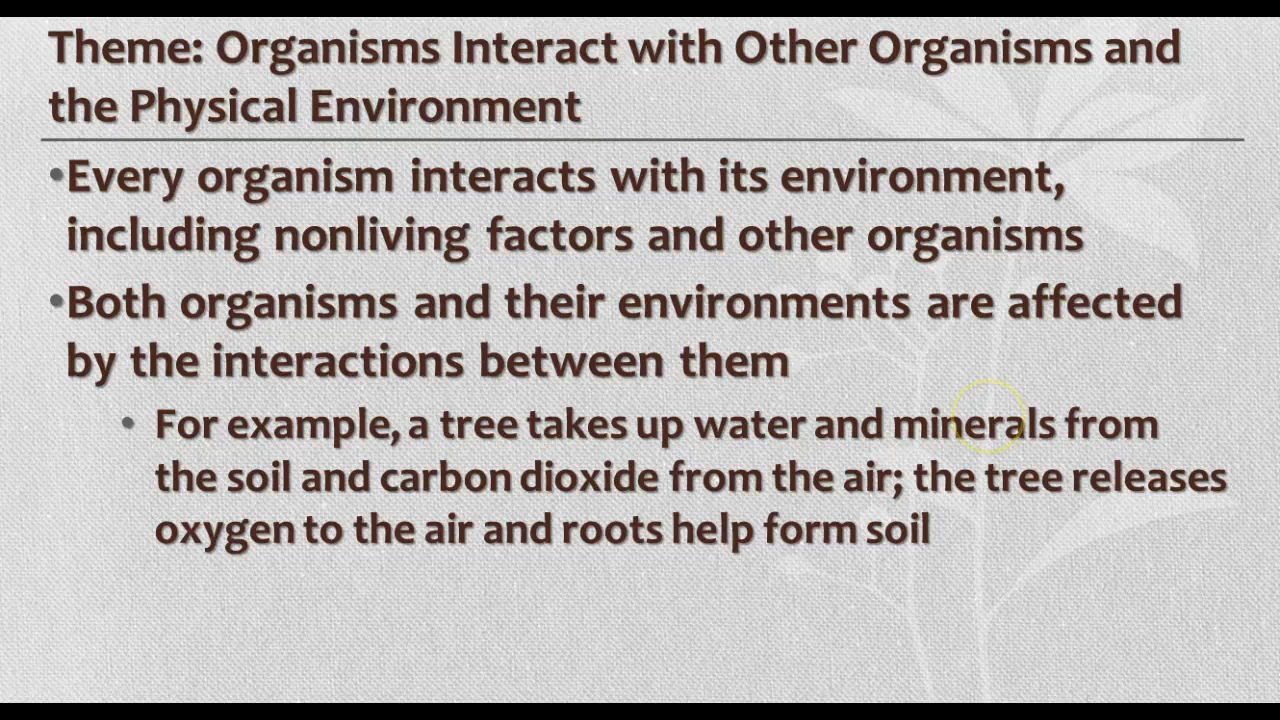 Theme: Organisms Interact with Other Organisms and
the Physical Environment
•Every organism interacts with its environment,
including nonliving factors and other organisms
•Both organisms and their environments are affected
by the interactions between them
• For example, a tree takes up water and minerals from
the soil and carbon dioxide from the air; the tree releases
oxygen to the air and roots help form soil